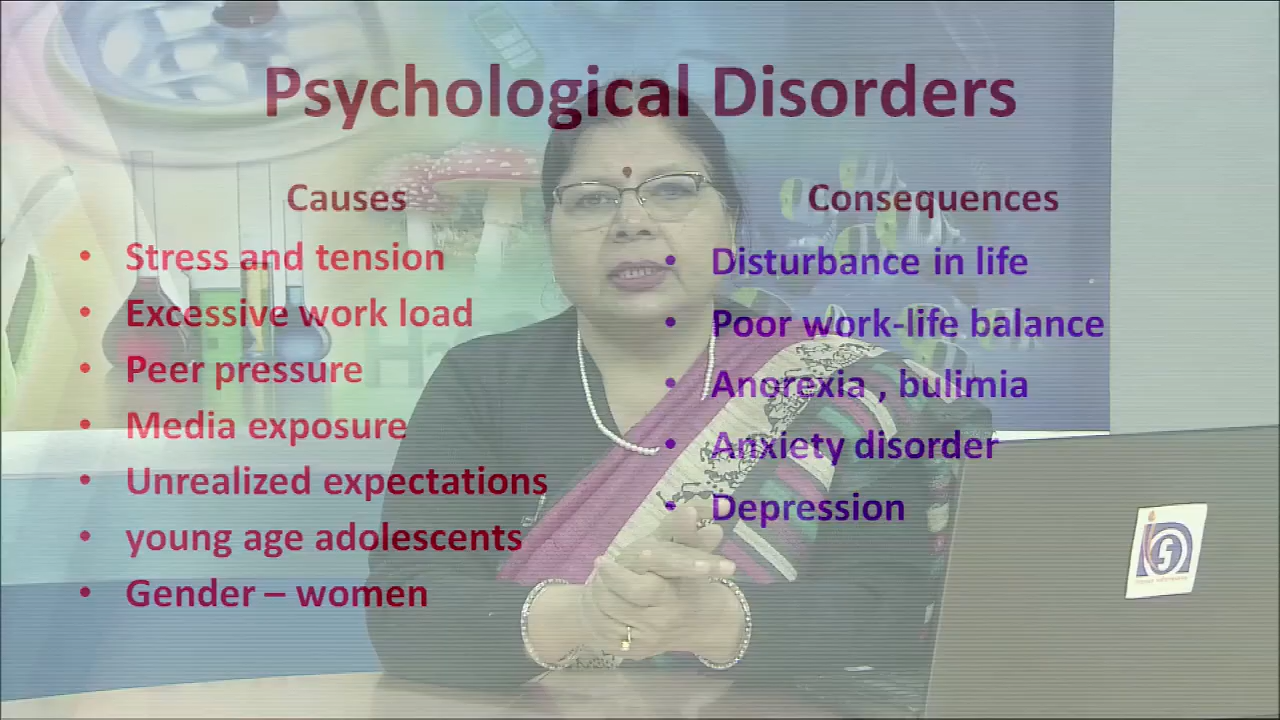 Psychological Disorders
Causes
• Stress and tension
• Excessive work load
• Peer pressure
• Media exposure
• Unrealized expectations
• young age adolescents
• Gender – women
Consequences
• Disturbance in life
• Poor work-life balance
• Anorexia , bulimia
• Anxiety disorder
• Depression